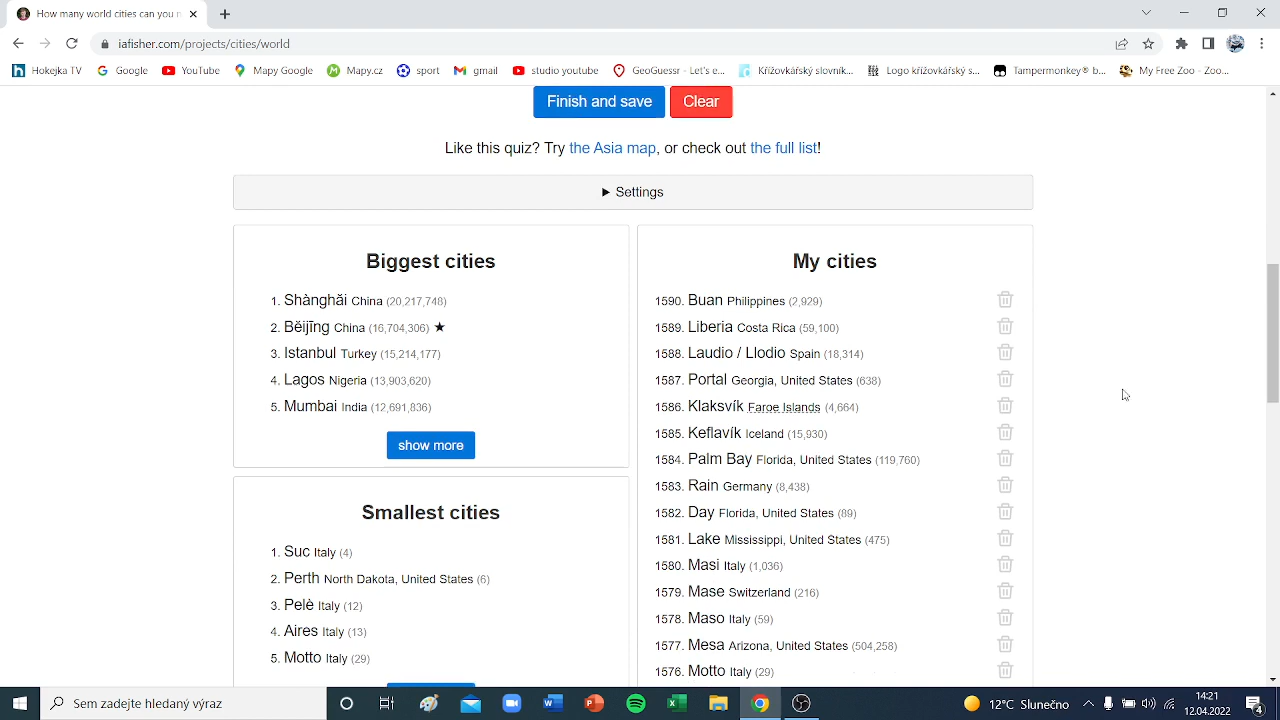 How many world cities can you n
iafisher.com/projects/cities/world
Hokejka TV Google YouTube Mapy Google Mapy.cz sport gmail studio youtube GeoGuessr - Let's e... Křížovkářský slovník... Logo křížovkářský s... Tampermonkey® b... My Free Zoo - Zoo...
Finish and save Clear
Like this quiz? Try the Asia map, or check out the full list!
▶ Settings
Biggest cities
1. Shànghǎi China (20,217,748)
2. Běijīng China (16,704,306) ★
3. Istanbul Turkey (15,214,177)
4. Lagos Nigeria (13,903,620)
5. Mumbai India (12,691,836)
show more
Smallest cities
1. Suc Italy (4)
2. Perth North Dakota, United States
3. Pelè Italy (12)
4. Aires Italy (13)
5. Motto Italy (29)
My cities
1590. Buan Philippines (2,929)
1589. Liberia Costa Rica (59,100)
1588. Laudio / Llodio Spain (18,314)
1587. Portal Georgia, United States (638)
1586. Klaksvík Faroe Islands (4,664)
1585. Keflavík Iceland (15,930)
1584. Palm Bay Florida, United States (119,760)
1583. Rain Germany (8,438)
1582. Day Florida, United States (89)
1581. Lake Mississippi, United States (475)
1580. Masi Italy (1,036)
1579. Mase Switzerland (216)
1578. Maso Italy (59)
1577. Mesa Arizona, United States (504,258)
1576. Motto Italy (29)
Sem zadejte hledaný výraz
12°C Slunečno
14:21
12.04.2022